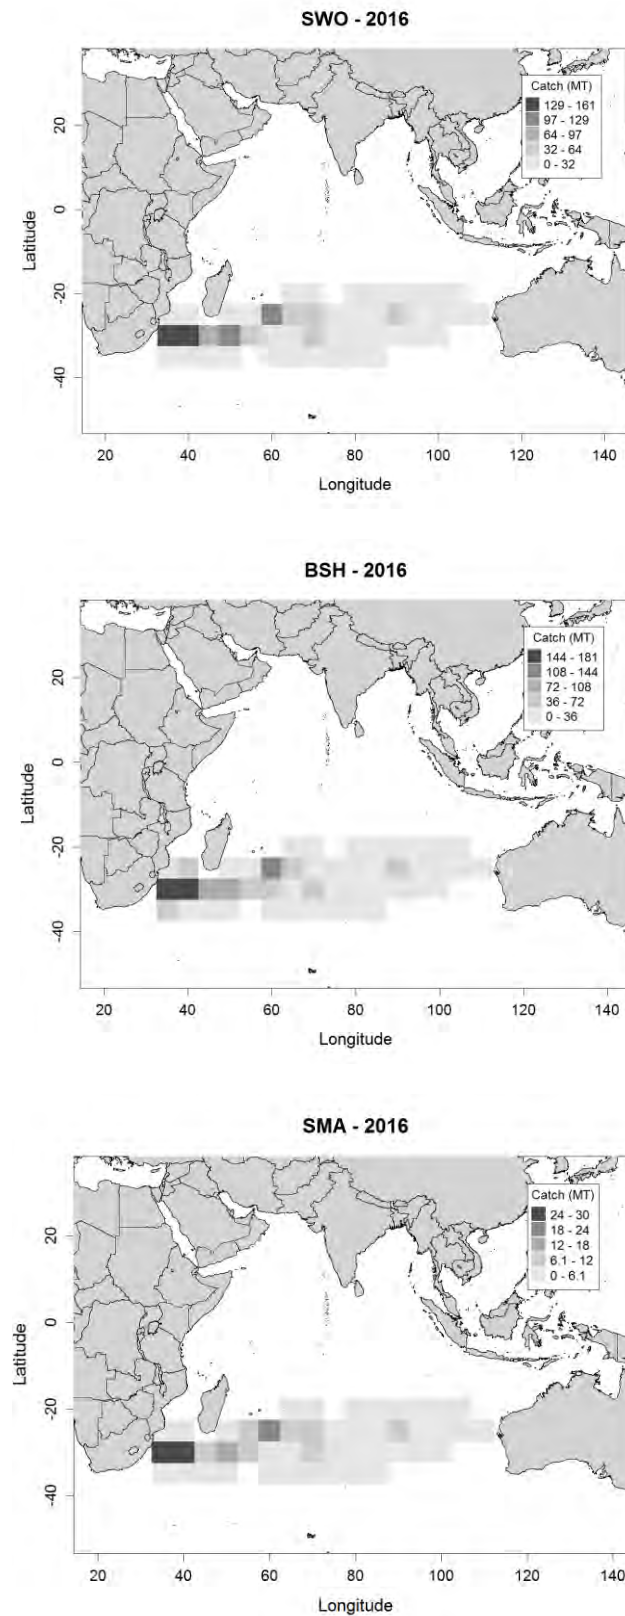 SWO - 2016
Catch (MT)
129 - 161
97 - 129
64 - 97
32 - 64
0 - 32
20
0
-20
-40
Latitude
20
40
60
80
100
120
140
Longitude
BSH - 2016
Catch (MT)
144 - 181
108 - 144
72 - 108
36 - 72
0 - 36
20
0
-20
-40
Latitude
20
40
60
80
100
120
140
Longitude
SMA - 2016
Catch (MT)
24 - 30
18 - 24
12 - 18
6.1 - 12
0 - 6.1
20
0
-20
-40
Latitude
20
40
60
80
100
120
140
Longitude